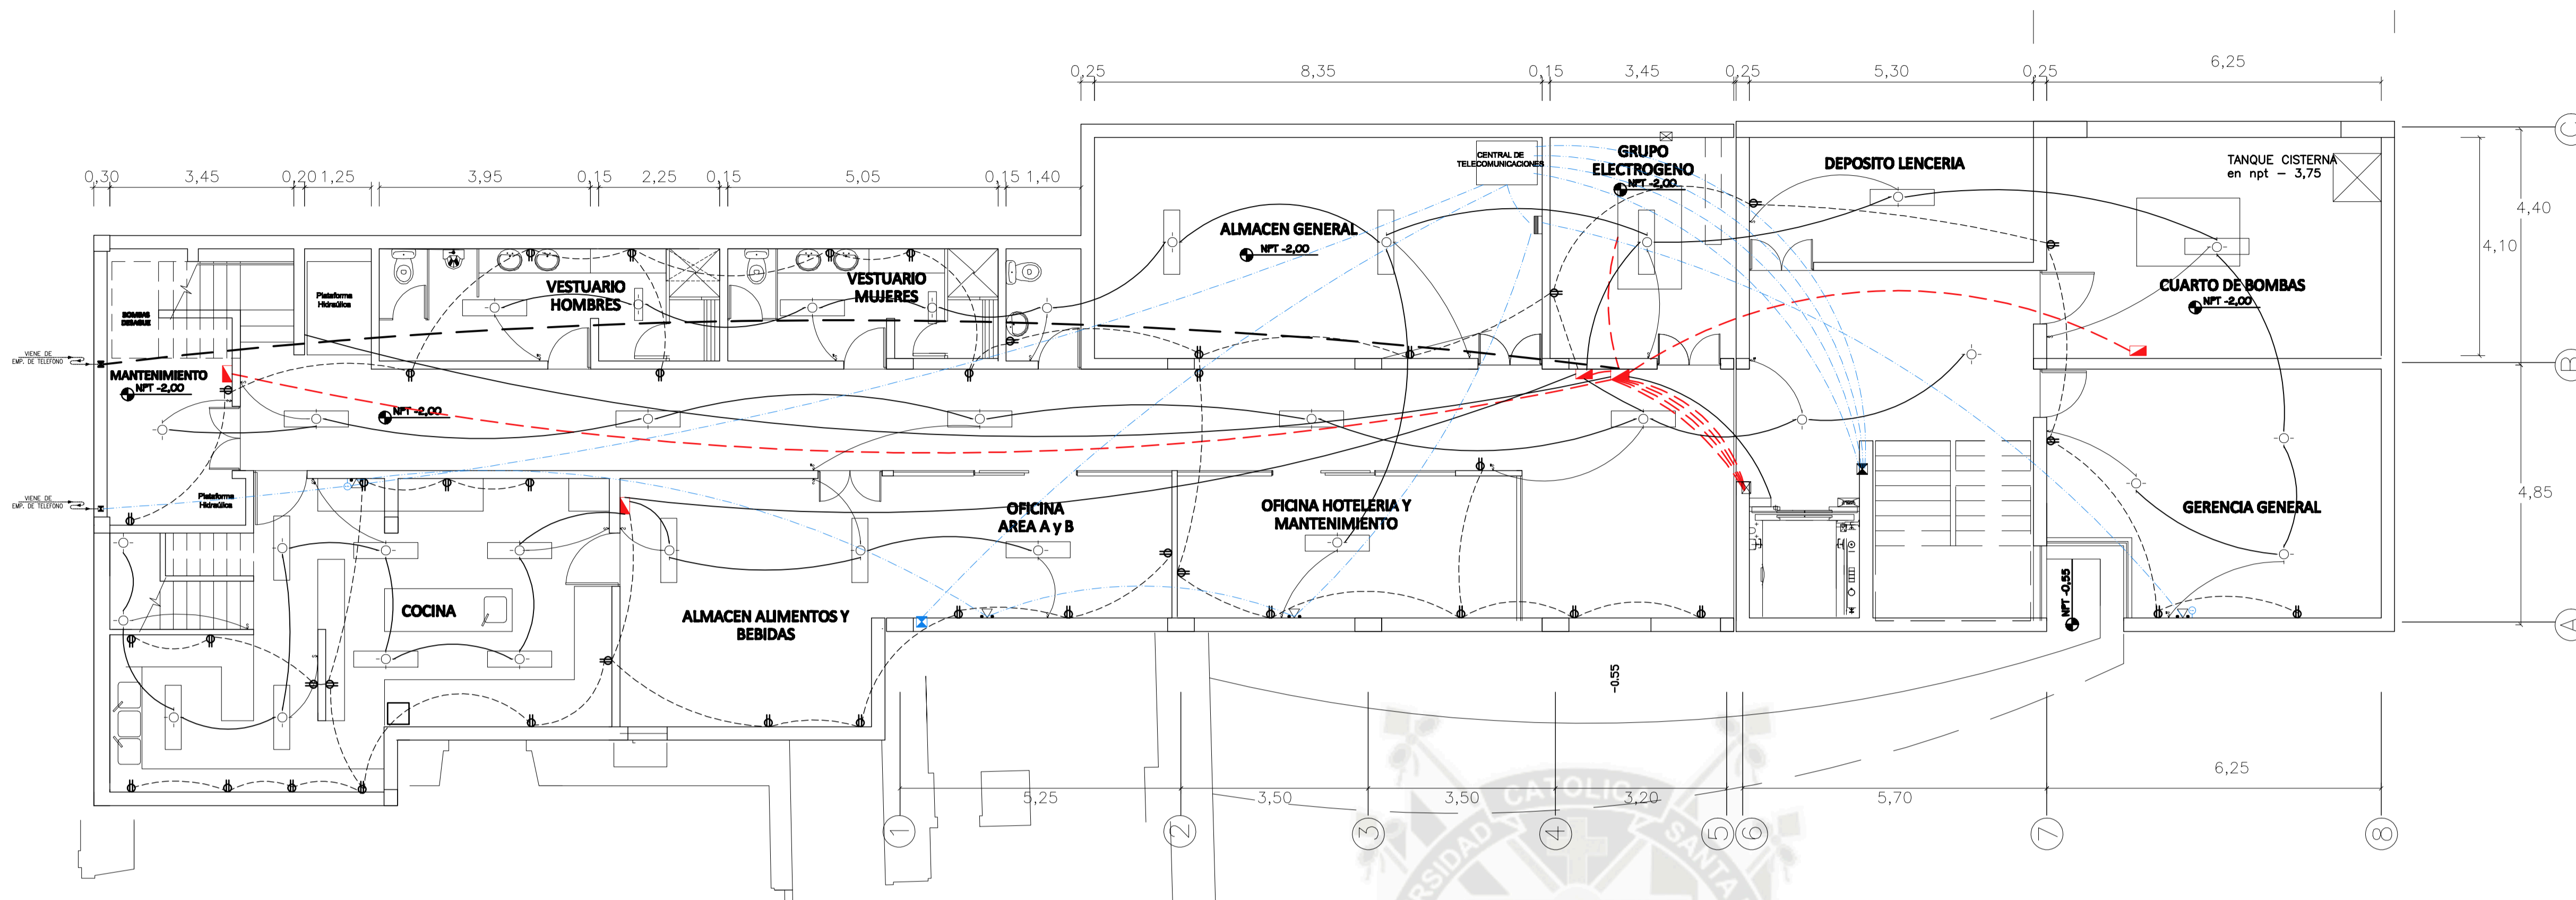 6,25
0,25
8,35
0,15
3,45
0,25
5,30
0,25
C
0,30
3,45
0,20
1,25
3,95
0,15
2,25
0,15
5,05
0,15
1,40
CENTRAL DE
TELECOMUNICACIONES
GRUPO
ELECTROGENO
NPT -2,00
DEPOSITO LENCERIA
TANQUE CISTERNA
en npt - 3,75
4,40
4,10
ALMACEN GENERAL
NPT -2,00
CUARTO DE BOMBAS
NPT -2,00
VESTUARIO
HOMBRES
VESTUARIO
MUJERES
Plataforma
Hidraúlica
BOMBAS
DESAGUE
VIENE DE
EMP. DE TELEFONO
MANTENIMIENTO
NPT -2,00
B
NPT -2,00
Plataforma
Hidraúlica
VIENE DE
EMP. DE TELEFONO
OFICINA
AREA A y B
OFICINA HOTELERIA Y
MANTENIMIENTO
GERENCIA GENERAL
4,85
COCINA
ALMACEN ALIMENTOS Y
BEBIDAS
NPT -0.55
A
-0.55
5,25
3,50
3,50
3,20
5,70
6,25
1
2
3
4
5
6
7
8
CATOLICA
SANTA